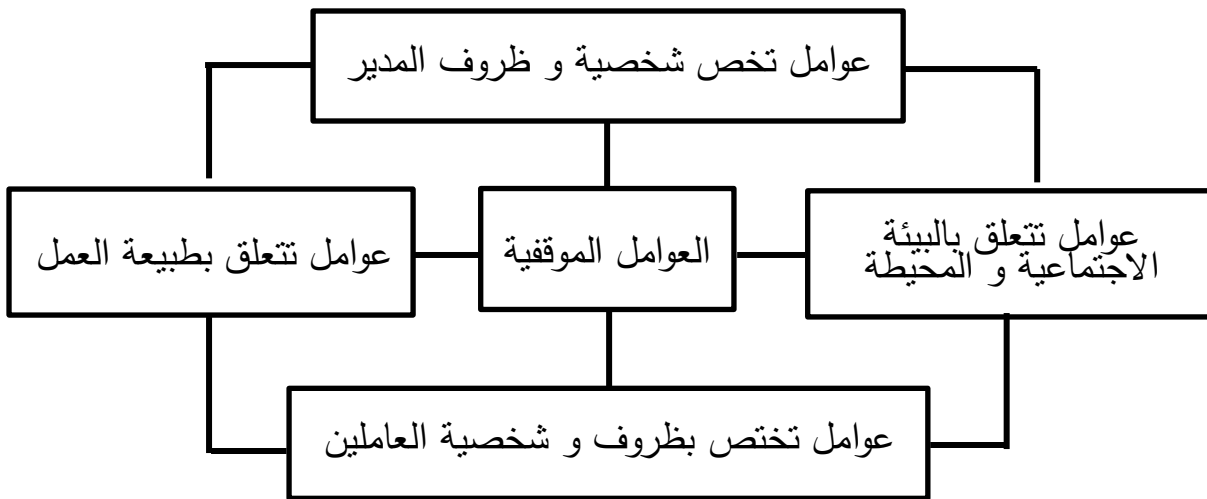 عوامل تخص شخصية و ظروف المدير
عوامل تتعلق بالبيئة
الاجتماعية و المحيطة
العوامل الموقفية
عوامل تتعلق بطبيعة العمل
عوامل تختص بظروف و شخصية العاملين